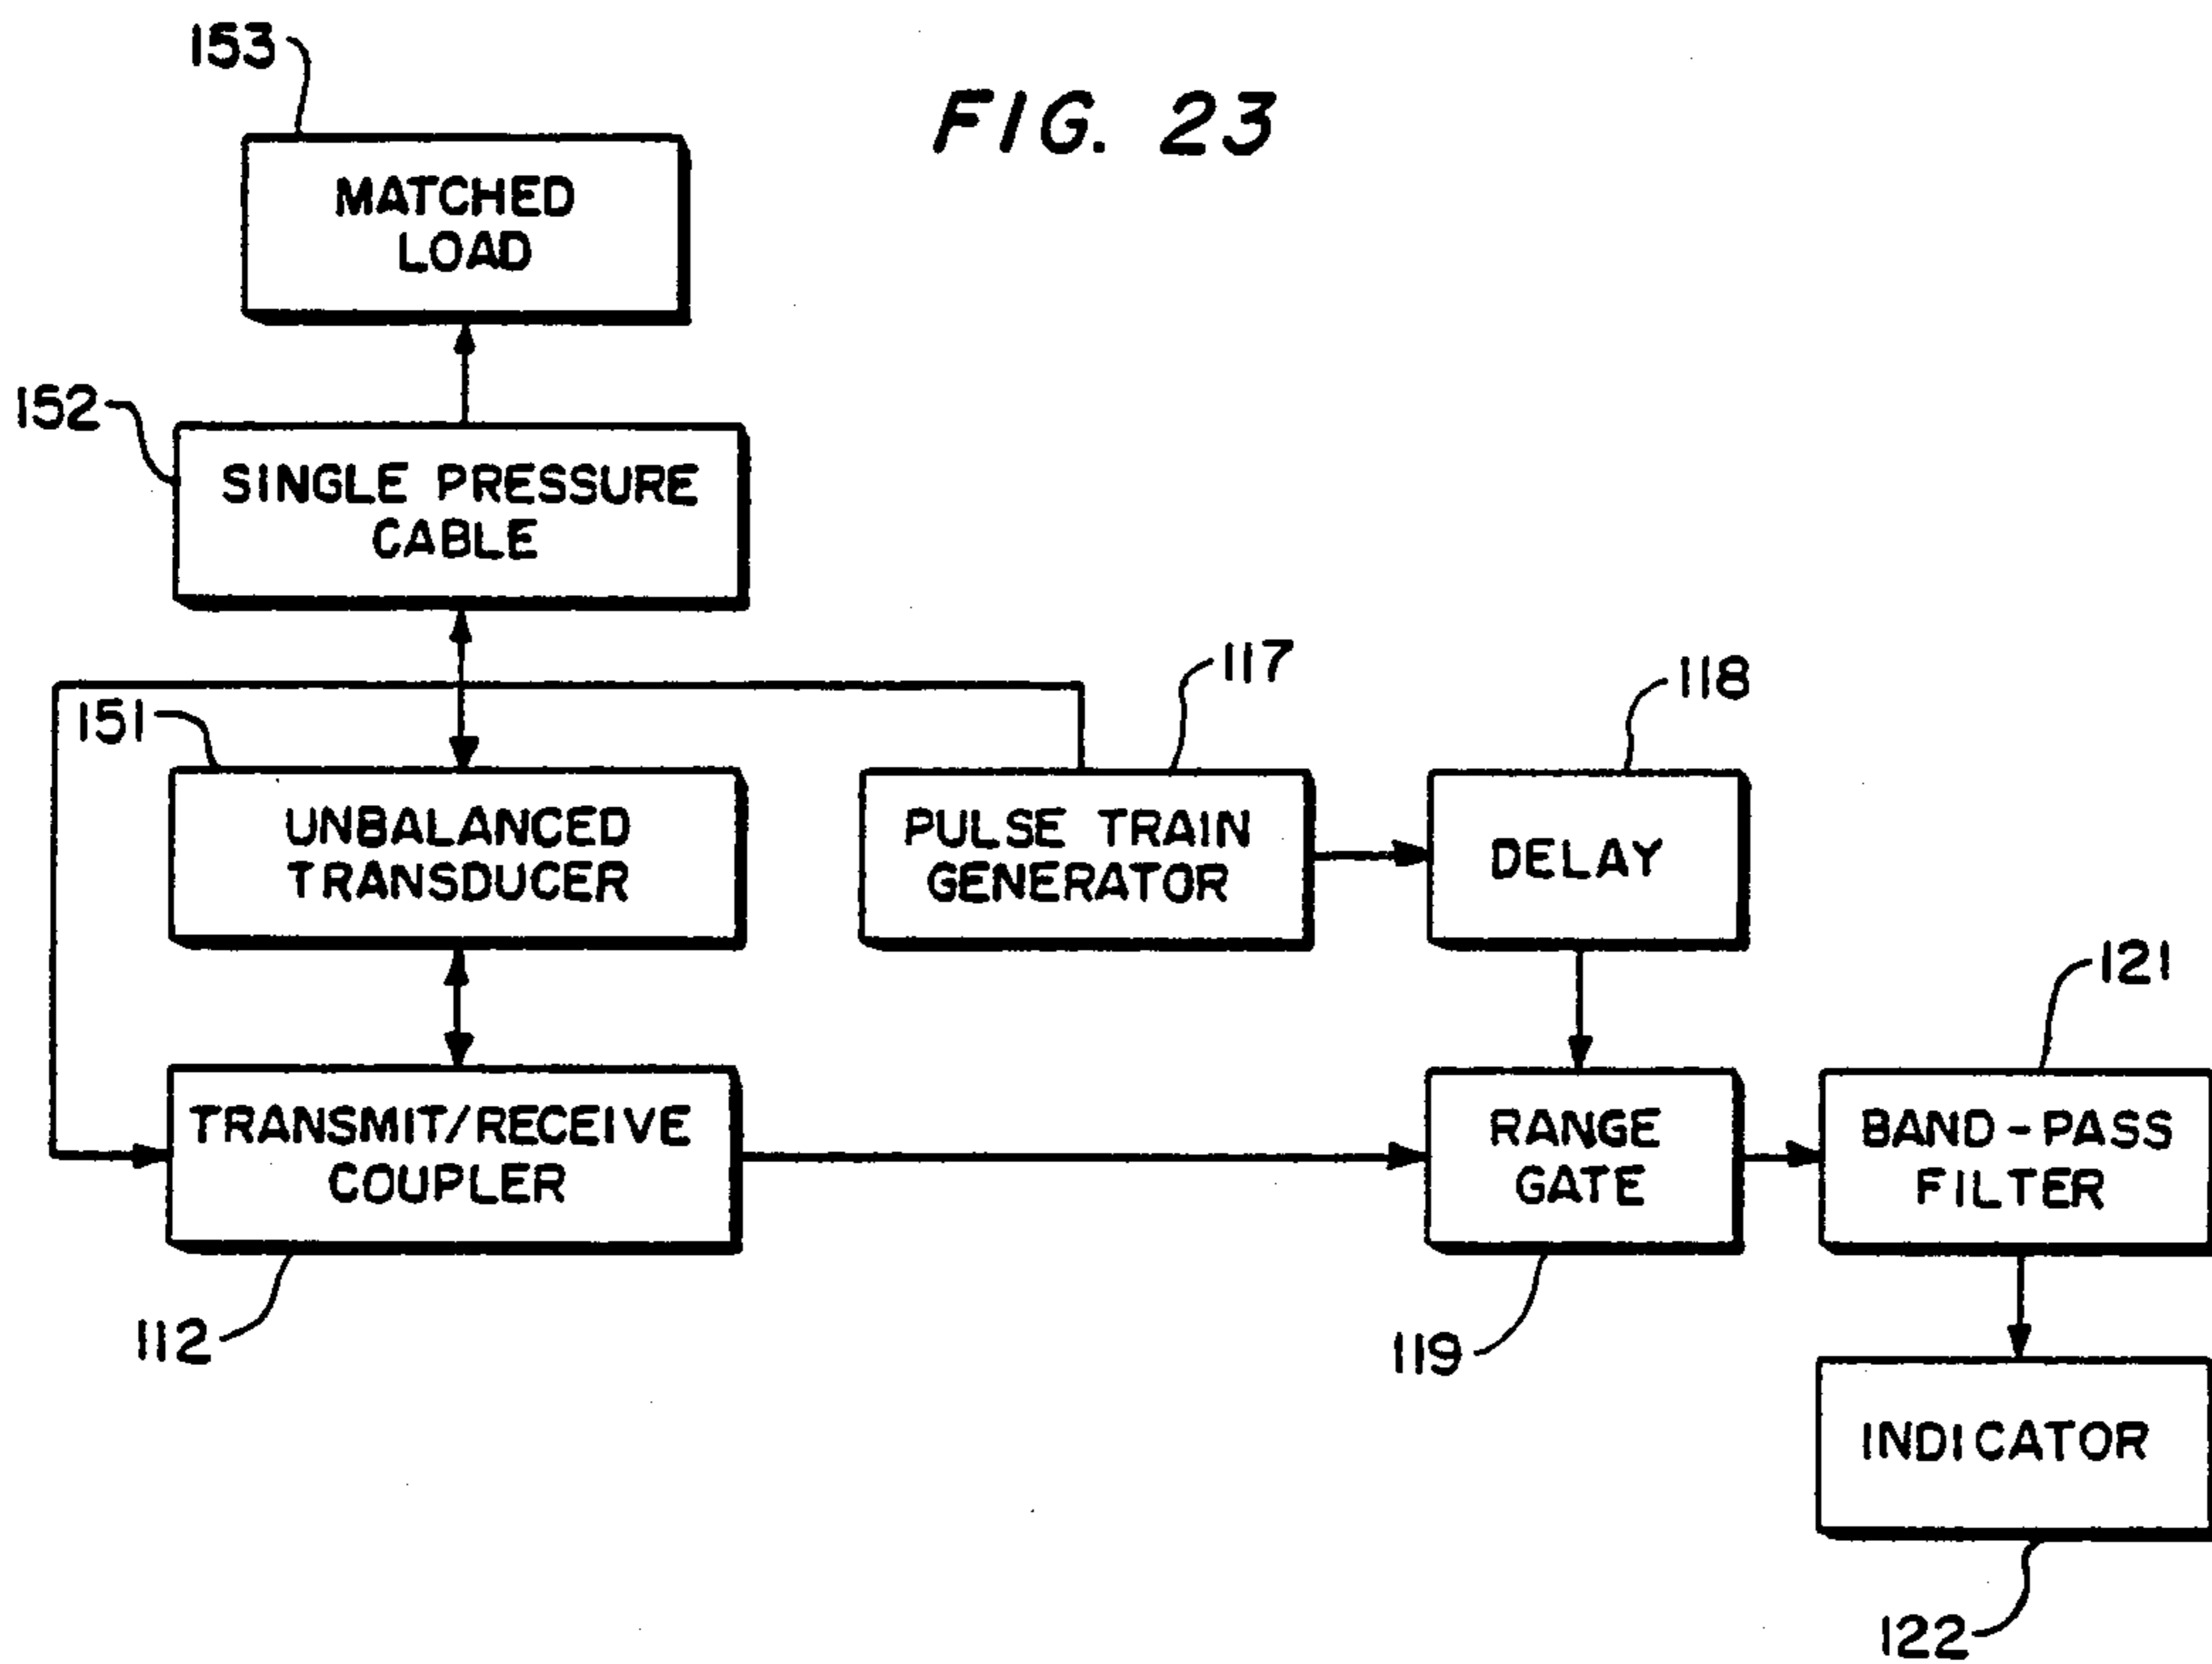 FIG. 23
153
MATCHED
LOAD
152
SINGLE PRESSURE
CABLE
151
UNBALANCED
TRANSDUCER
117
PULSE TRAIN
GENERATOR
118
DELAY
TRANSMIT/RECEIVE
COUPLER
112
RANGE
GATE
119
121
BAND-PASS
FILTER
INDICATOR
122